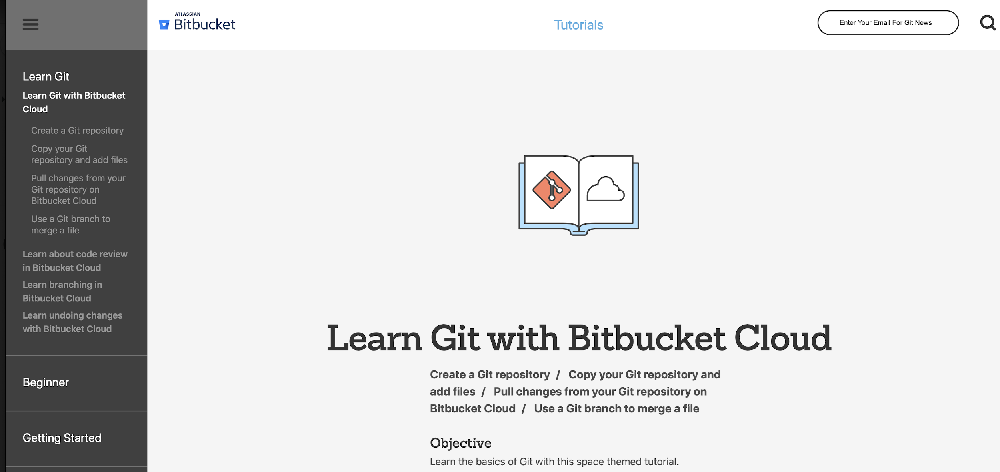 ATLASSIAN
Bitbucket
Tutorials
Enter Your Email For Git News
Learn Git
Learn Git with Bitbucket
Cloud
Create a Git repository
Copy your Git
repository and add files
Pull changes from your
Git repository on
Bitbucket Cloud
Use a Git branch to
merge a file
Learn about code review
in Bitbucket Cloud
Learn branching in
Bitbucket Cloud
Learn undoing changes
with Bitbucket Cloud
Beginner
Getting Started
Learn Git with Bitbucket Cloud
Create a Git repository / Copy your Git repository and
add files / Pull changes from your Git repository on
Bitbucket Cloud / Use a Git branch to merge a file
Objective
Learn the basics of Git with this space themed tutorial.